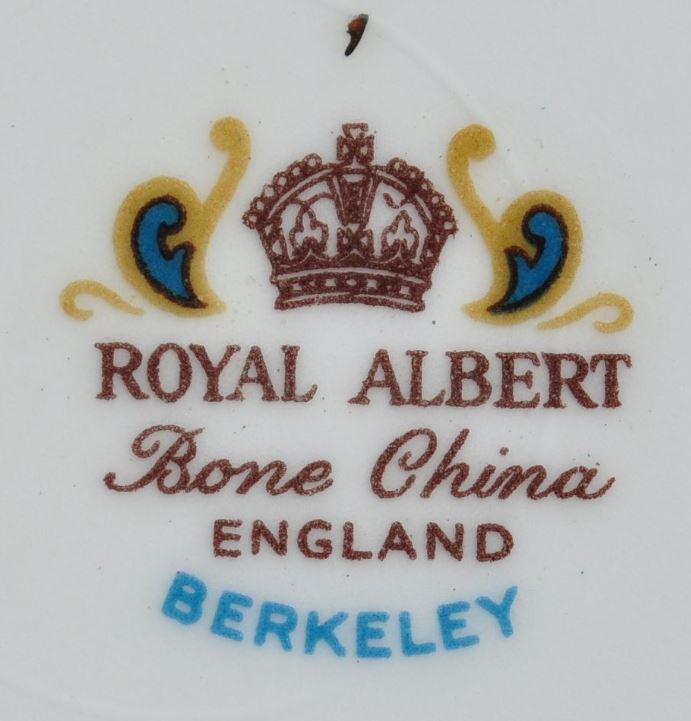 ROYAL ALBERT
Bone China
ENGLAND
BERKELEY